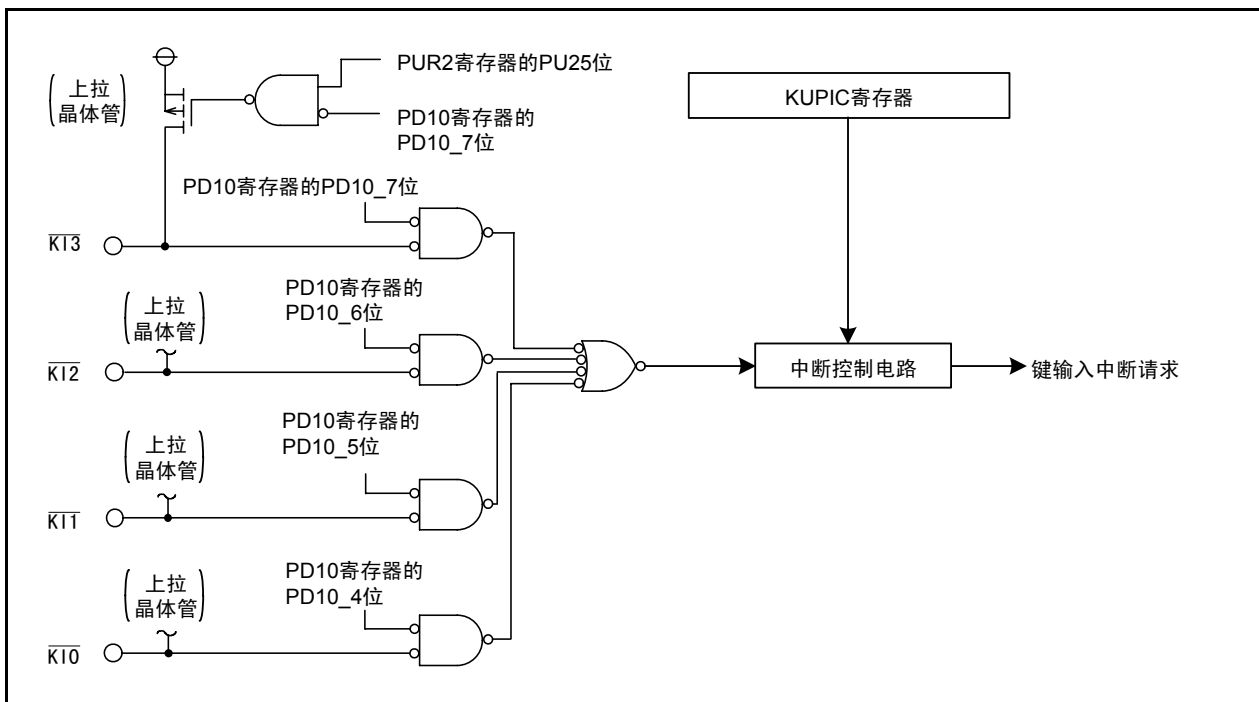 上拉
晶体管
PUR2寄存器的PU25位
PD10寄存器的
PD10_7位
KUPIC寄存器
PD10寄存器的PD10_7位
KI3
上拉
晶体管
PD10寄存器的
PD10_6位
KI2
中断控制电路
键输入中断请求
上拉
晶体管
PD10寄存器的
PD10_5位
KI1
上拉
晶体管
PD10寄存器的
PD10_4位
KI0